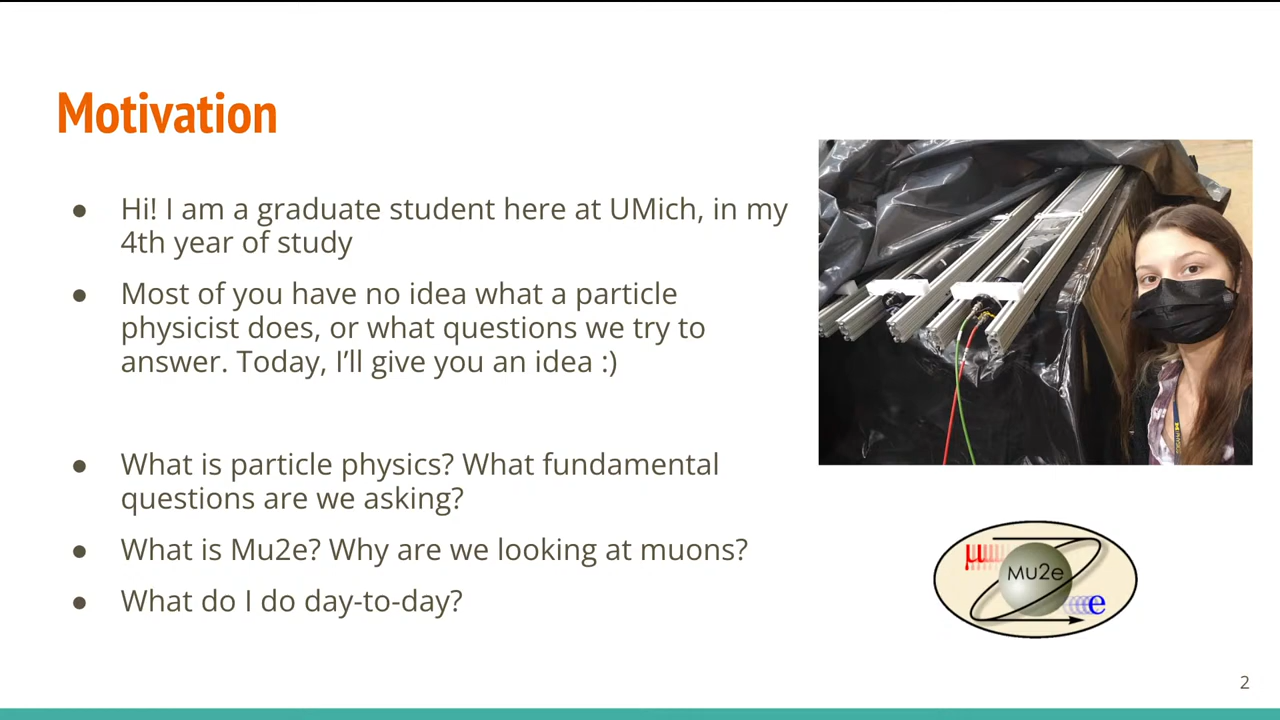 Motivation
● Hi! I am a graduate student here at UMich, in my
4th year of study
● Most of you have no idea what a particle
physicist does, or what questions we try to
answer. Today, I’ll give you an idea :)
● What is particle physics? What fundamental
questions are we asking?
● What is Mu2e? Why are we looking at muons?
● What do I do day-to-day?
μ
Mu2e
e
2